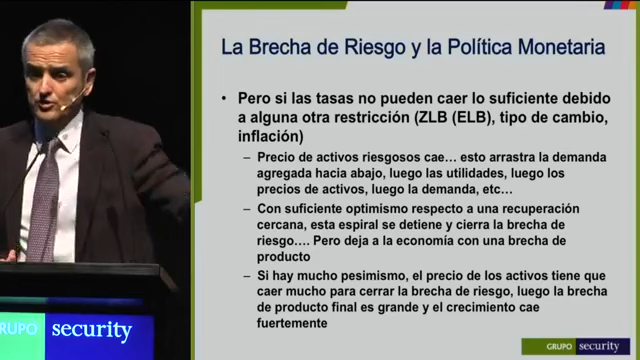 La Brecha de Riesgo y la Política Monetaria
• Pero si las tasas no pueden caer lo suficiente debido
a alguna otra restricción (ZLB (ELB), tipo de cambio,
inflación)
– Precio de activos riesgosos cae… esto arrastra la demanda
agregada hacia abajo, luego las utilidades, luego los
precios de activos, luego la demanda, etc…
– Con suficiente optimismo respecto a una recuperación
cercana, esta espiral se detiene y cierra la brecha de
riesgo…. Pero deja a la economía con una brecha de
producto
– Si hay mucho pesimismo, el precio de los activos tiene que
caer mucho para cerrar la brecha de riesgo, luego la brecha
de producto final es grande y el crecimiento cae
fuertemente
GRUPO security
GRUPO security